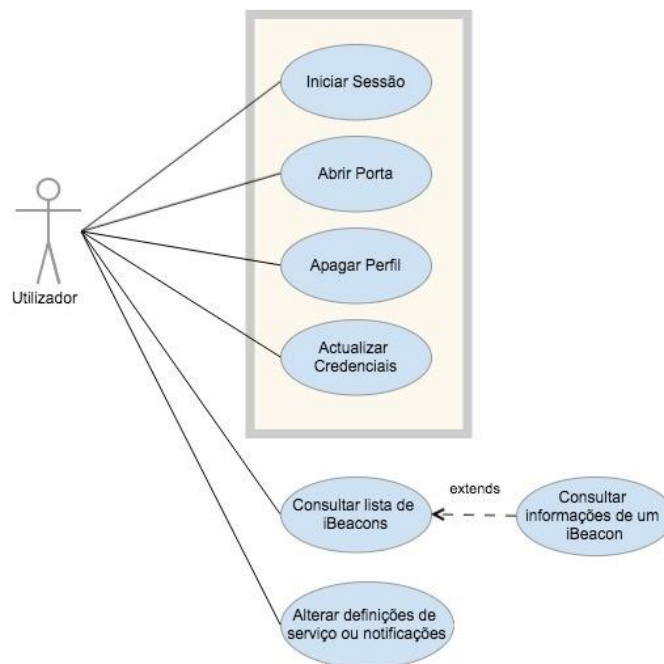 Iniciar Sessão
Abrir Porta
Apagar Perfil
Utilizador
Actualizar
Credenciais
extends
Consultar lista de
iBeacons
Consultar
informações de um
iBeacon
Alterar definições de
serviço ou notificações